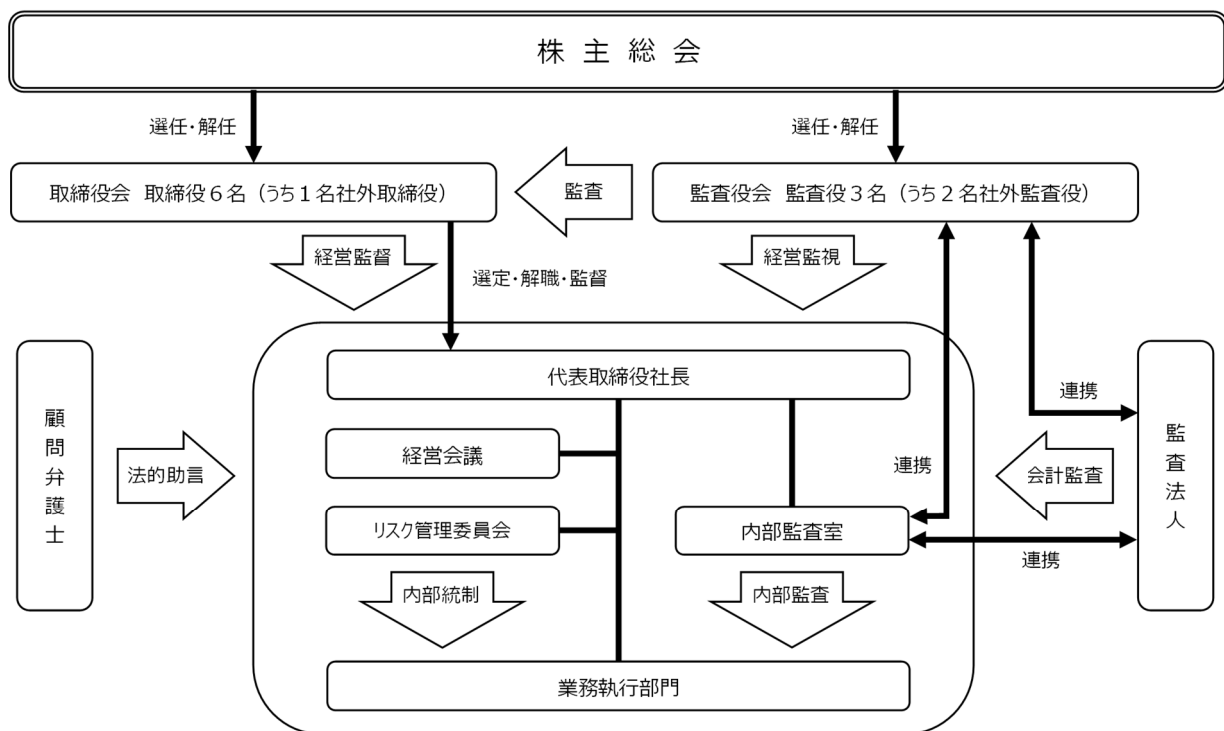 株主総会
選任・解任
選任・解任
取締役会 取締役６名（うち１名社外取締役）
監査
監査役会 監査役３名（うち２名社外監査役）
経営監督
選定・解職・監督
経営監視
代表取締役社長
顧問弁護士
法的助言
経営会議
リスク管理委員会
連携
内部監査室
連携
会計監査
連携
監査法人
内部統制
内部監査
業務執行部門